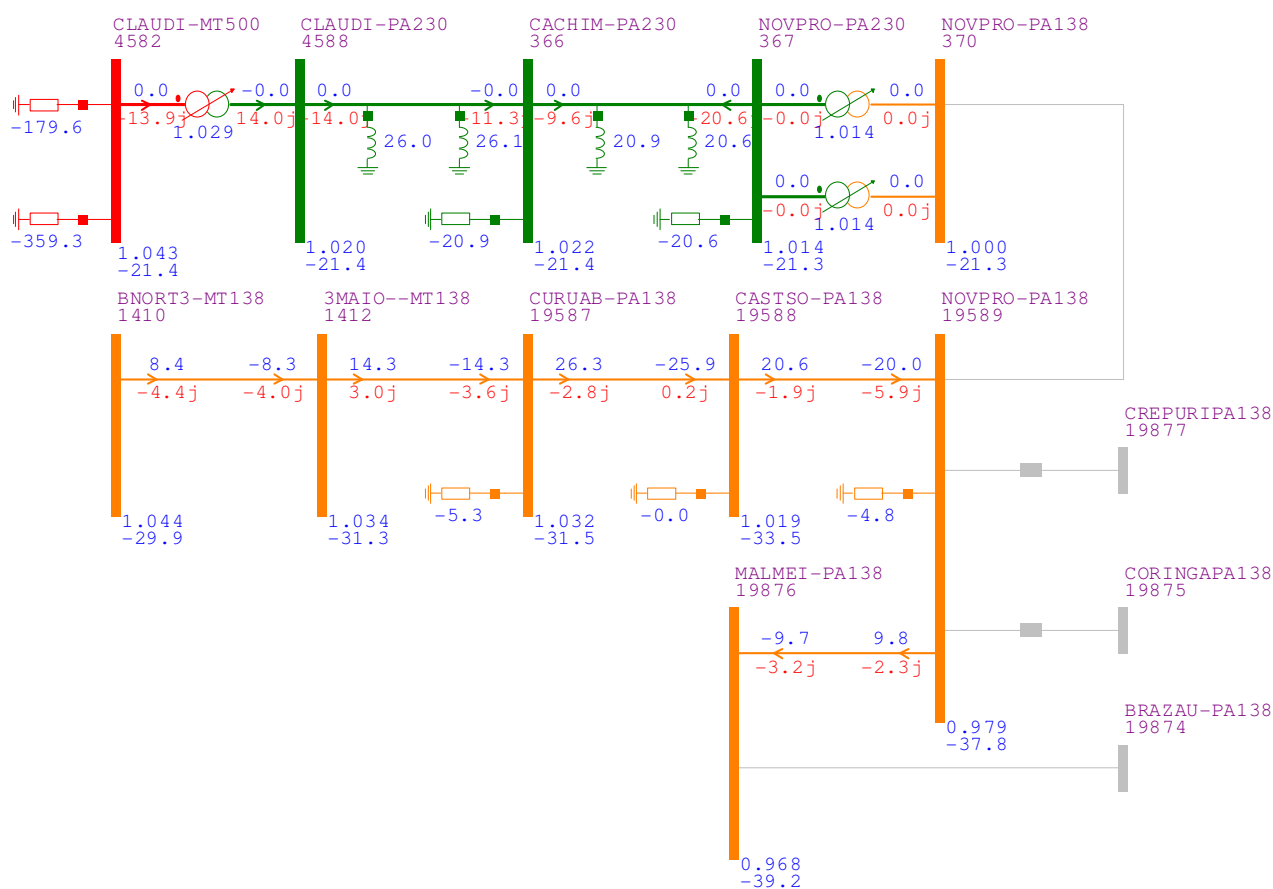 CLAUDI-MT500
4582
CLAUDI-PA230
4588
CACHIM-PA230
366
NOVPRO-PA230
367
NOVPRO-PA138
370
0.0
-0.0
0.0
-0.0
0.0
0.0
0.0
0.0
-13.9j
14.0j
-14.0j
-11.3j
-9.6j
-20.6j
-0.0j
0.0j
-179.6
1.029
26.0
26.1
20.9
20.6
1.014
0.0
0.0
-0.0j
0.0j
1.014
-359.3
-20.9
-20.6
1.043
-21.4
1.020
-21.4
1.022
-21.4
1.014
-21.3
1.000
-21.3
BNORT3-MT138
1410
3MAIO--MT138
1412
CURUAB-PA138
19587
CASTSO-PA138
19588
NOVPRO-PA138
19589
8.4
-8.3
14.3
-14.3
26.3
-25.9
20.6
-20.0
-4.4j
-4.0j
3.0j
-3.6j
-2.8j
0.2j
-1.9j
-5.9j
CREPURIPA138
19877
-5.3
-0.0
-4.8
1.044
-29.9
1.034
-31.3
1.032
-31.5
1.019
-33.5
MALMEI-PA138
19876
CORINGAPA138
19875
-9.7
9.8
-3.2j
-2.3j
BRAZAU-PA138
19874
0.979
-37.8
0.968
-39.2